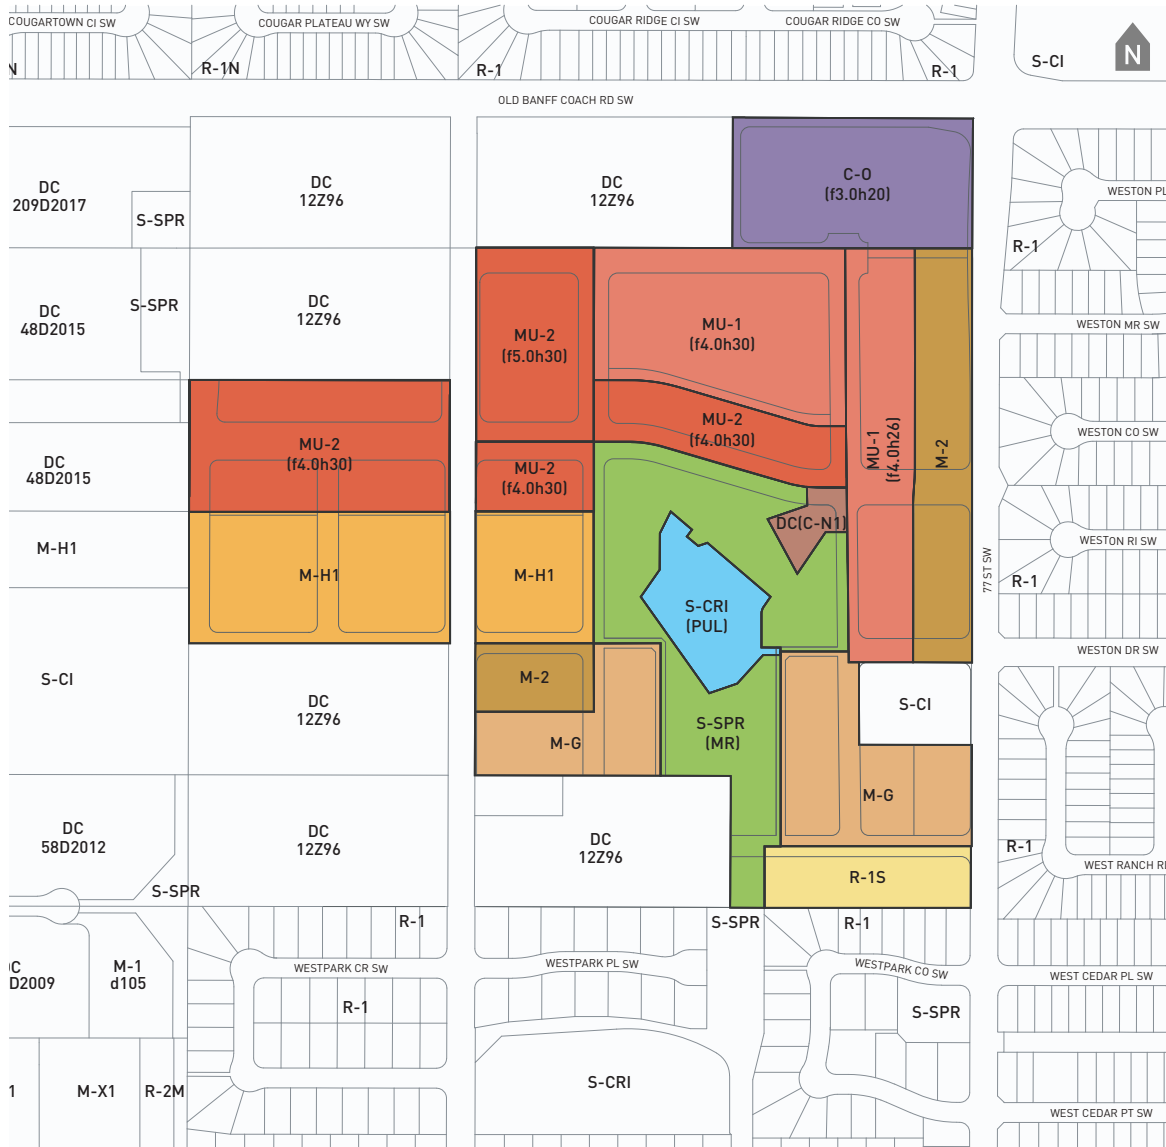 COUGARTOWN CI SW
COUGAR PLATEAU WY SW
COUGAR RIDGE CI SW
COUGAR RIDGE CO SW
N
R-1N
R-1
R-1
S-CI
N
OLD BANFF COACH RD SW
DC
209D2017
S-SPR
DC
12Z96
DC
12Z96
C-O
(f3.0h20)
WESTON PL
R-1
DC
48D2015
S-SPR
DC
12Z96
MU-2
(f5.0h30)
MU-1
(f4.0h30)
WESTON MR SW
MU-2
(f4.0h30)
MU-2
(f4.0h30)
MU-1
(f4.0h26)
M-2
WESTON CO SW
DC
48D2015
MU-2
(f4.0h30)
DC(C-N1)
WESTON RI SW
M-H1
M-H1
M-H1
S-CRI
(PUL)
77 ST SW
R-1
WESTON DR SW
S-CI
DC
12Z96
M-2
S-CI
M-G
S-SPR
(MR)
M-G
DC
58D2012
DC
12Z96
DC
12Z96
R-1
WEST RANCH R
R-1S
S-SPR
R-1
S-SPR
R-1
WESTPARK CR SW
WESTPARK PL SW
WESTPARK CO SW
WEST CEDAR PL SW
C
D2009
M-1
d105
R-1
S-SPR
1
M-X1
R-2M
S-CRI
WEST CEDAR PT SW